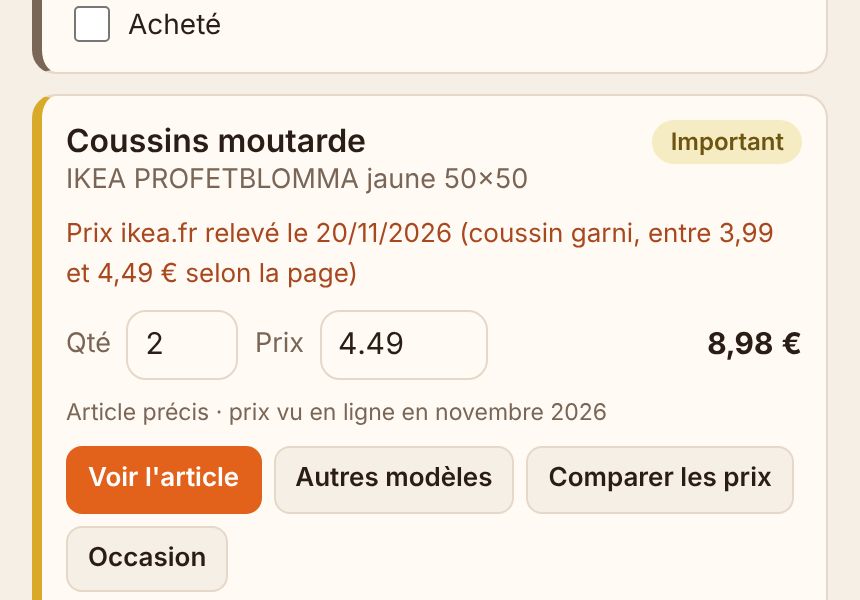 Acheté
Coussins moutarde
Important
IKEA PROFETBLOMMA jaune 50×50
Prix ikea.fr relevé le 20/11/2026 (coussin garni, entre 3,99
et 4,49 € selon la page)
Qté 2 Prix 4.49 8,98 €
Article précis · prix vu en ligne en novembre 2026
Voir l'article Autres modèles Comparer les prix
Occasion